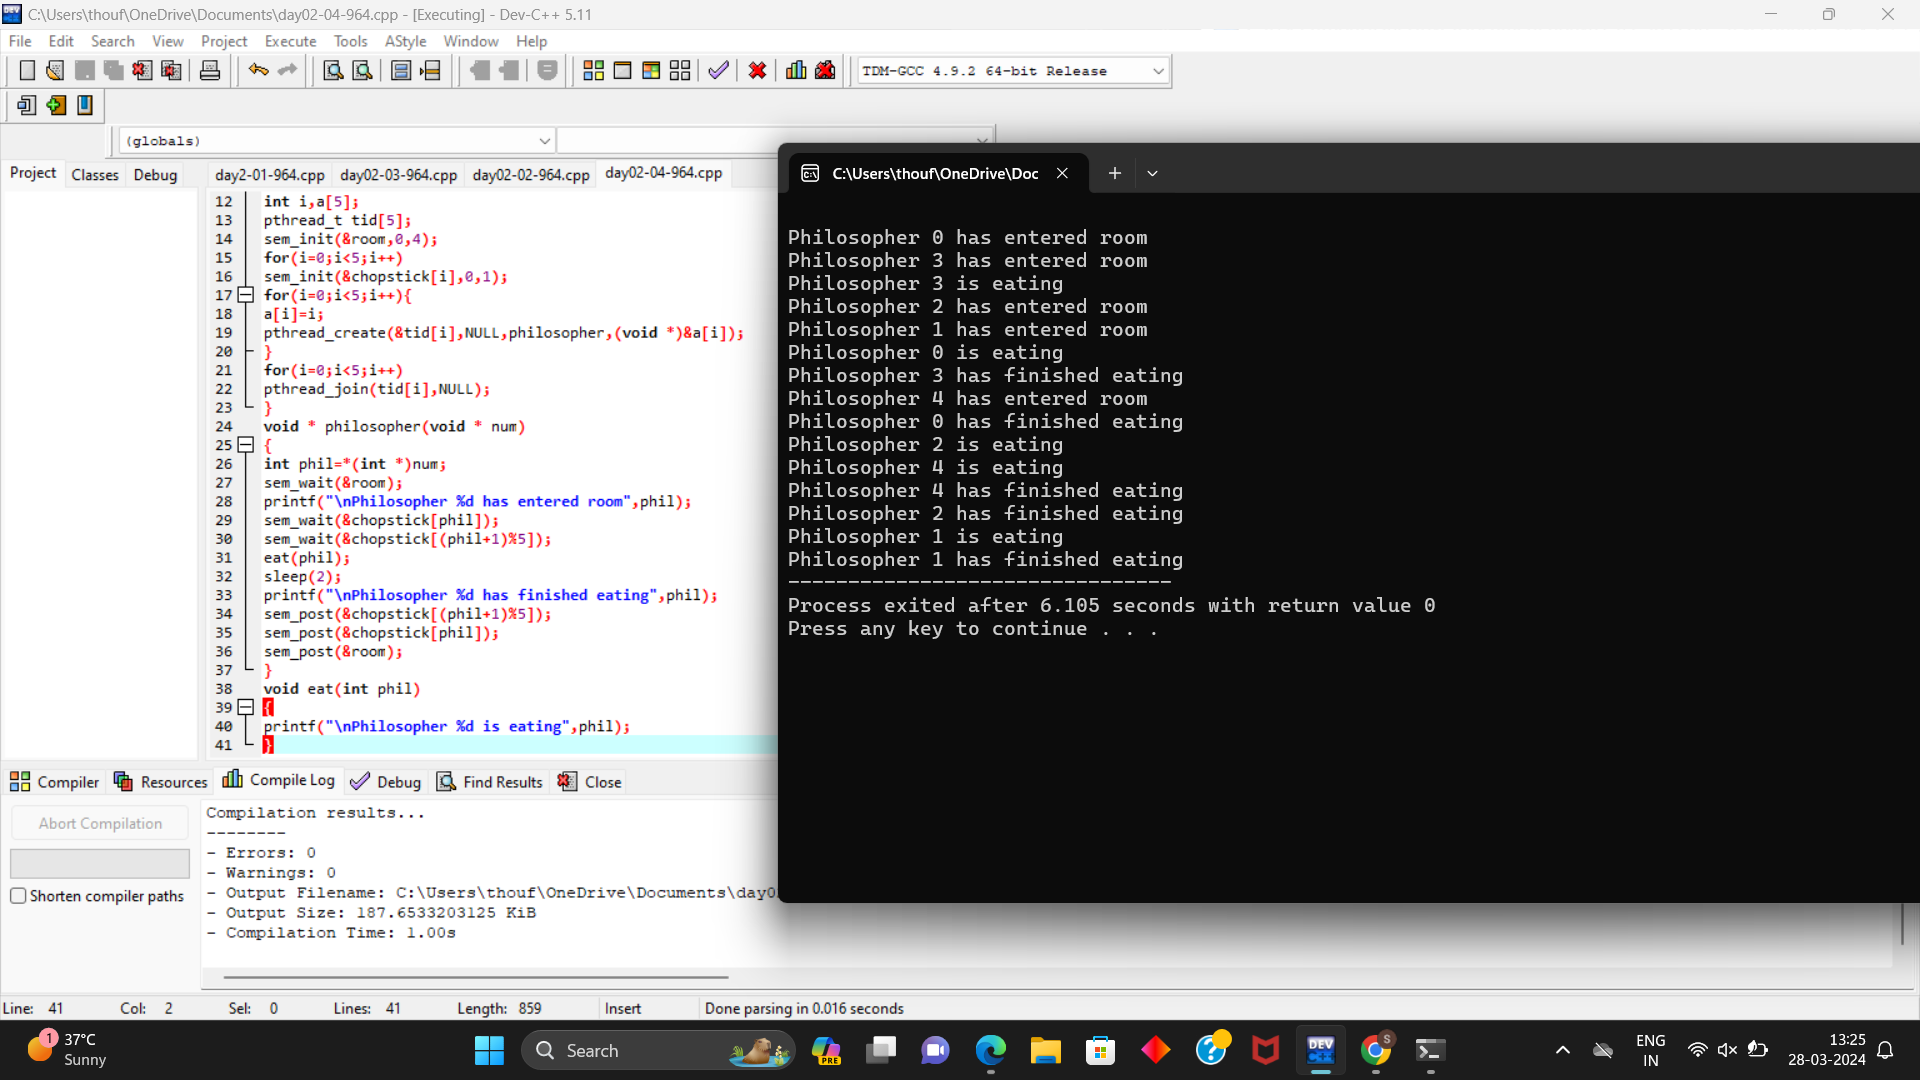 C:\Users\thouf\OneDrive\Documents\day02-04-964.cpp - [Executing] - Dev-C++ 5.11
File Edit Search View Project Execute Tools AStyle Window Help
TDM-GCC 4.9.2 64-bit Release
(globals)
Project Classes Debug
day2-01-964.cpp day02-03-964.cpp day02-02-964.cpp day02-04-964.cpp
12 int i,a[5];
13 pthread_t tid[5];
14 sem_init(&room,0,4);
15 for(i=0;i<5;i++)
16 sem_init(&chopstick[i],0,1);
17 for(i=0;i<5;i++){
18 a[i]=i;
19 pthread_create(&tid[i],NULL,philosopher,(void *)&a[i]);
20 }
21 for(i=0;i<5;i++)
22 pthread_join(tid[i],NULL);
23 }
24 void * philosopher(void * num)
25 {
26 int phil=*(int *)num;
27 sem_wait(&room);
28 printf("\nPhilosopher %d has entered room",phil);
29 sem_wait(&chopstick[phil]);
30 sem_wait(&chopstick[(phil+1)%5]);
31 eat(phil);
32 sleep(2);
33 printf("\nPhilosopher %d has finished eating",phil);
34 sem_post(&chopstick[(phil+1)%5]);
35 sem_post(&chopstick[phil]);
36 sem_post(&room);
37 }
38 void eat(int phil)
39 {
40 printf("\nPhilosopher %d is eating",phil);
41 }
C:\Users\thouf\OneDrive\Doc
Philosopher 0 has entered room
Philosopher 3 has entered room
Philosopher 3 is eating
Philosopher 2 has entered room
Philosopher 1 has entered room
Philosopher 0 is eating
Philosopher 3 has finished eating
Philosopher 4 has entered room
Philosopher 0 has finished eating
Philosopher 2 is eating
Philosopher 4 is eating
Philosopher 4 has finished eating
Philosopher 2 has finished eating
Philosopher 1 is eating
Philosopher 1 has finished eating
--------------------------------
Process exited after 6.105 seconds with return value 0
Press any key to continue . . .
Compiler Resources Compile Log Debug Find Results Close
Abort Compilation
Shorten compiler paths
Compilation results...
--------
- Errors: 0
- Warnings: 0
- Output Filename: C:\Users\thouf\OneDrive\Documents\day0
- Output Size: 187.6533203125 KiB
- Compilation Time: 1.00s
Line: 41 Col: 2 Sel: 0 Lines: 41 Length: 859 Insert Done parsing in 0.016 seconds
1
37°C
Sunny
Search
PRE
DEV
S
ENG
IN
13:25
28-03-2024